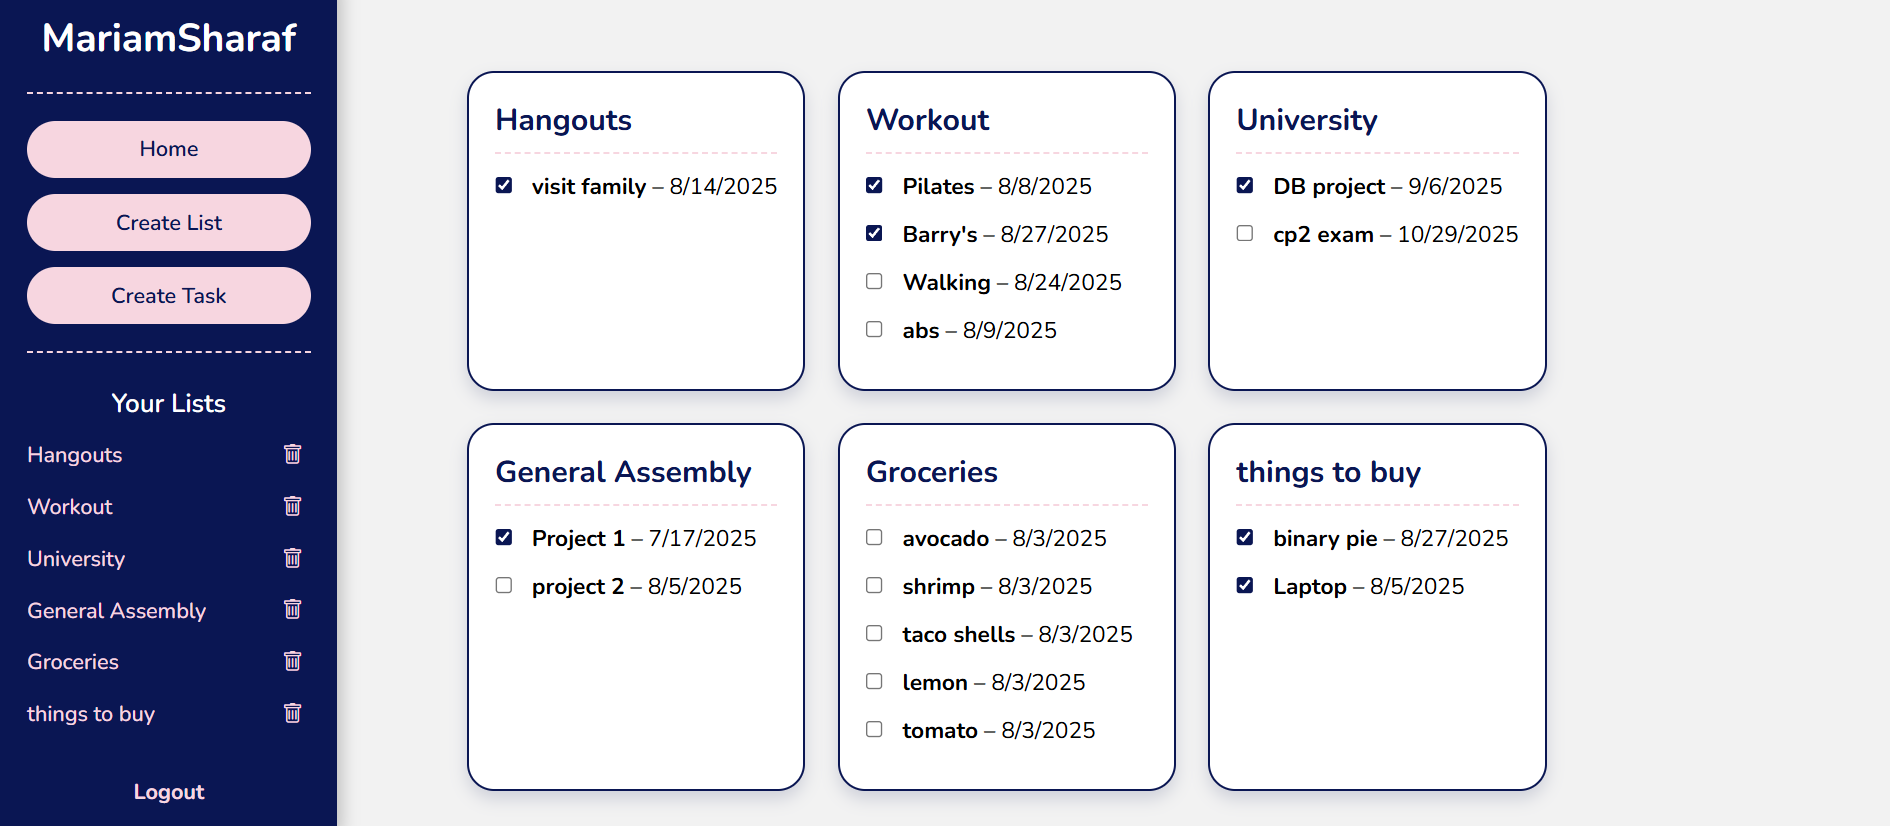 MariamSharaf
Home
Create List
Create Task
Your Lists
Hangouts
Workout
University
General Assembly
Groceries
things to buy
Logout
Hangouts
visit family – 8/14/2025
Workout
Pilates – 8/8/2025
Barry's – 8/27/2025
Walking – 8/24/2025
abs – 8/9/2025
University
DB project – 9/6/2025
cp2 exam – 10/29/2025
General Assembly
Project 1 – 7/17/2025
project 2 – 8/5/2025
Groceries
avocado – 8/3/2025
shrimp – 8/3/2025
taco shells – 8/3/2025
lemon – 8/3/2025
tomato – 8/3/2025
things to buy
binary pie – 8/27/2025
Laptop – 8/5/2025